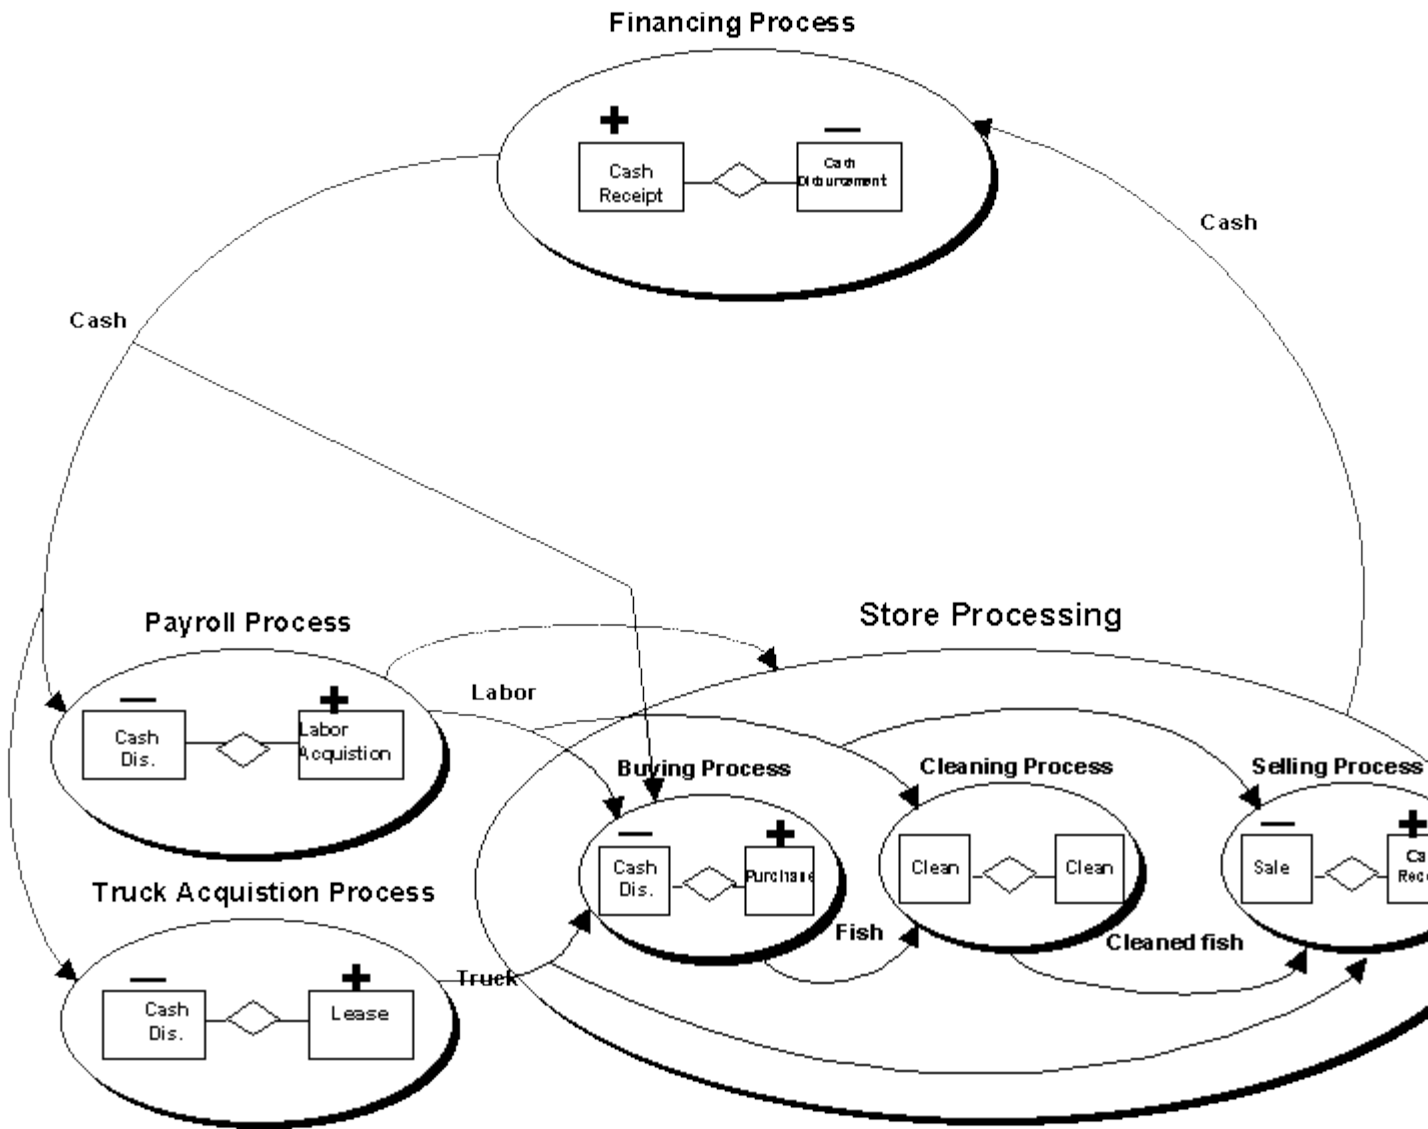 Financing Process
+
−
Cash
Receipt
Cash
Disbursement
Cash
Cash
Payroll Process
Store Processing
−
+
Cash
Dis.
Labor
Acquistion
Labor
Buying Process
Cleaning Process
Selling Process
−
+
Cash
Dis.
Purchase
Clean
Clean
−
+
Sale
Fish
Cleaned fish
Truck Acquistion Process
−
+
Cash
Dis.
Lease
Truck